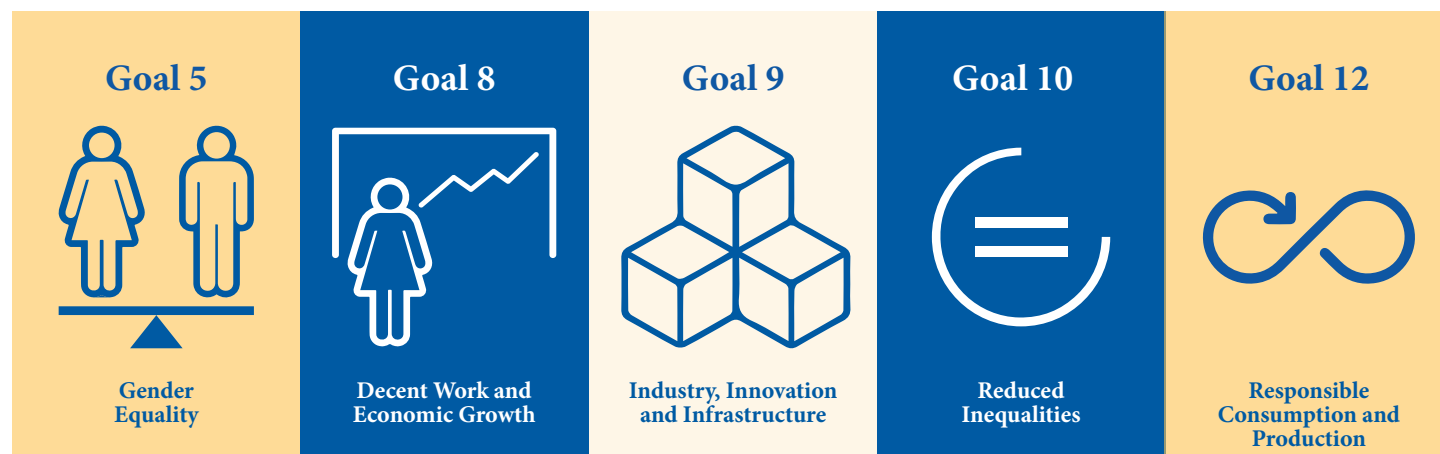 Goal 5
Gender
Equality
Goal 8
Decent Work and
Economic Growth
Goal 9
Industry, Innovation
and Infrastructure
Goal 10
Reduced
Inequalities
Goal 12
Responsible
Consumption and
Production